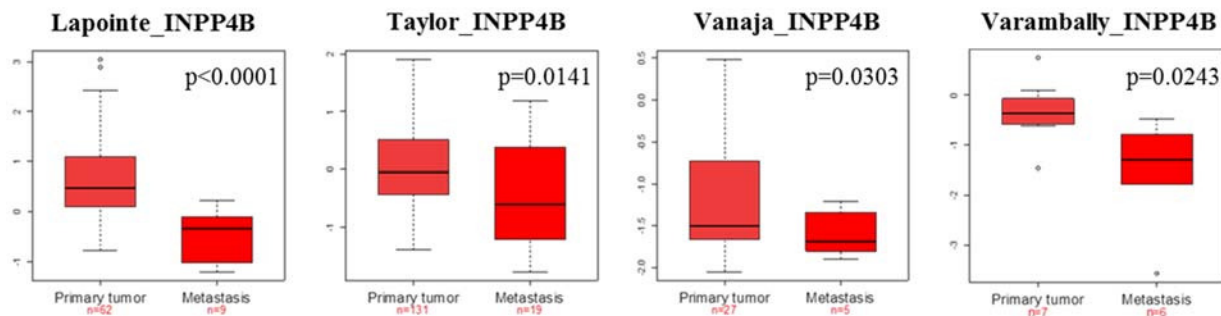 Lapointe_INPP4B
Taylor_INPP4B
Vanaja_INPP4B
Varambally_INPP4B
p<0.0001
p=0.0141
p=0.0303
p=0.0243
3
2
1
0
-1
2
1
0
-1
0.5
0.0
-0.5
-1.0
-1.5
-2.0
0
-1
-2
-3
Primary tumor
n=62
Metastasis
n=9
Primary tumor
n=131
Metastasis
n=19
Primary tumor
n=27
Metastasis
n=5
Primary tumor
n=7
Metastasis
n=6